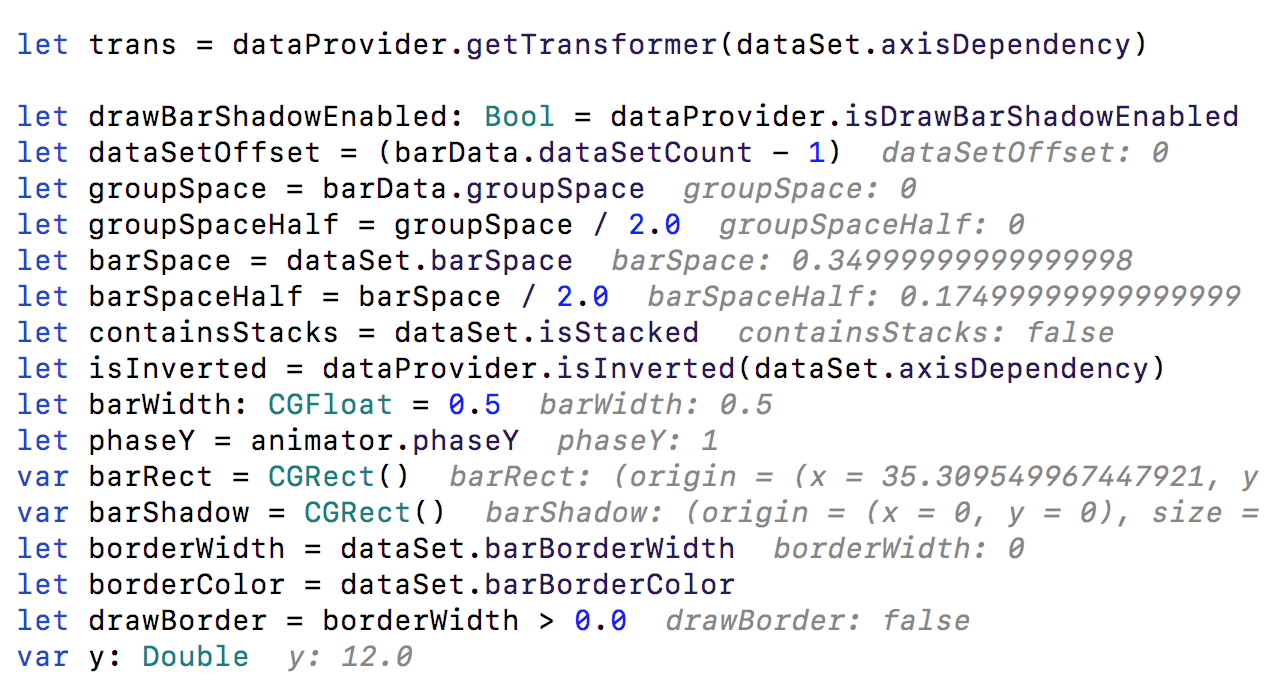 let trans = dataProvider.getTransformer(dataSet.axisDependency)
let drawBarShadowEnabled: Bool = dataProvider.isDrawBarShadowEnabled
let dataSetOffset = (barData.dataSetCount - 1)  dataSetOffset: 0
let groupSpace = barData.groupSpace  groupSpace: 0
let groupSpaceHalf = groupSpace / 2.0  groupSpaceHalf: 0
let barSpace = dataSet.barSpace  barSpace: 0.34999999999999998
let barSpaceHalf = barSpace / 2.0  barSpaceHalf: 0.17499999999999999
let containsStacks = dataSet.isStacked  containsStacks: false
let isInverted = dataProvider.isInverted(dataSet.axisDependency)
let barWidth: CGFloat = 0.5  barWidth: 0.5
let phaseY = animator.phaseY  phaseY: 1
var barRect = CGRect()  barRect: (origin = (x = 35.309549967447921, y
var barShadow = CGRect()  barShadow: (origin = (x = 0, y = 0), size =
let borderWidth = dataSet.barBorderWidth  borderWidth: 0
let borderColor = dataSet.barBorderColor
let drawBorder = borderWidth > 0.0  drawBorder: false
var y: Double  y: 12.0